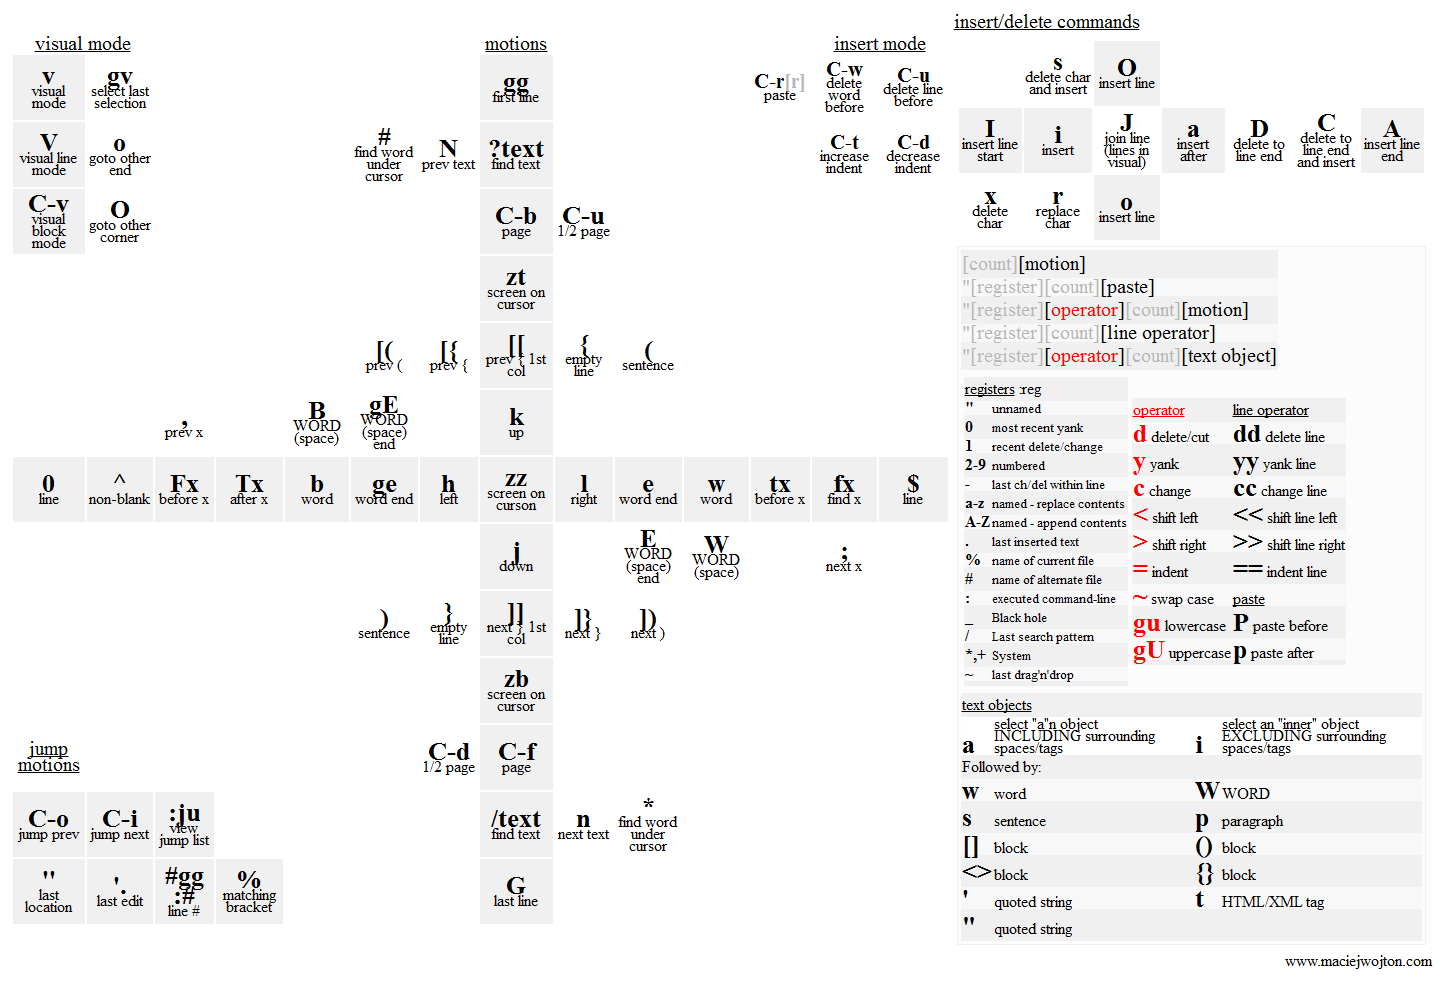 insert/delete commands
visual mode
motions
insert mode
v
visual
mode
gv
select last
selection
gg
first line
C-r[r]
paste
C-w
delete
word
before
C-u
delete line
before
s
delete char
and insert
O
insert line
V
visual line
mode
o
goto other
end
#
find word
under
cursor
N
prev text
?text
find text
C-t
increase
indent
C-d
decrease
indent
I
insert line
start
i
insert
J
join line
(lines in
visual)
a
insert
after
D
delete to
line end
C
delete to
line end
and insert
A
insert line
end
C-v
visual
block
mode
O
goto other
corner
C-b
page
C-u
1/2 page
x
delete
char
r
replace
char
o
insert line
zt
screen on
cursor
[(
prev (
[{
prev {
[[
prev { 1st
col
{
empty
line
(
sentence
,
prev x
B
WORD
(space)
gE
WORD
(space)
end
k
up
0
line
^
non-blank
Fx
before x
Tx
after x
b
word
ge
word end
h
left
zz
screen on
curson
l
right
e
word end
w
word
tx
before x
fx
find x
$
line
j
down
E
WORD
(space)
end
W
WORD
(space)
;
next x
)
sentence
}
empty
line
]]
next } 1st
col
]}
next }
])
next )
zb
screen on
cursor
C-d
1/2 page
C-f
page
/text
find text
n
next text
*
find word
under
cursor
G
last line
jump
motions
C-o
jump prev
C-i
jump next
:ju
view
jump list
''
last
location
'.
last edit
#gg
:#
line #
%
matching
bracket
[count][motion]
"[register][count][paste]
"[register][operator][count][motion]
"[register][count][line operator]
"[register][operator][count][text object]
registers :reg
" unnamed
0 most recent yank
1 recent delete/change
2-9 numbered
- last ch/del within line
a-z named - replace contents
A-Z named - append contents
. last inserted text
% name of current file
# name of alternate file
: executed command-line
_ Black hole
/ Last search pattern
*,+ System
~ last drag'n'drop
operator line operator
d delete/cut dd delete line
y yank yy yank line
c change cc change line
< shift left << shift line left
> shift right >> shift line right
= indent == indent line
~ swap case paste
gu lowercase P paste before
gU uppercase p paste after
text objects
a select "a"n object
INCLUDING surrounding
spaces/tags
i select an "inner" object
EXCLUDING surrounding
spaces/tags
Followed by:
w word W WORD
s sentence p paragraph
[] block () block
<> block {} block
' quoted string t HTML/XML tag
" quoted string
www.maciejwojton.com